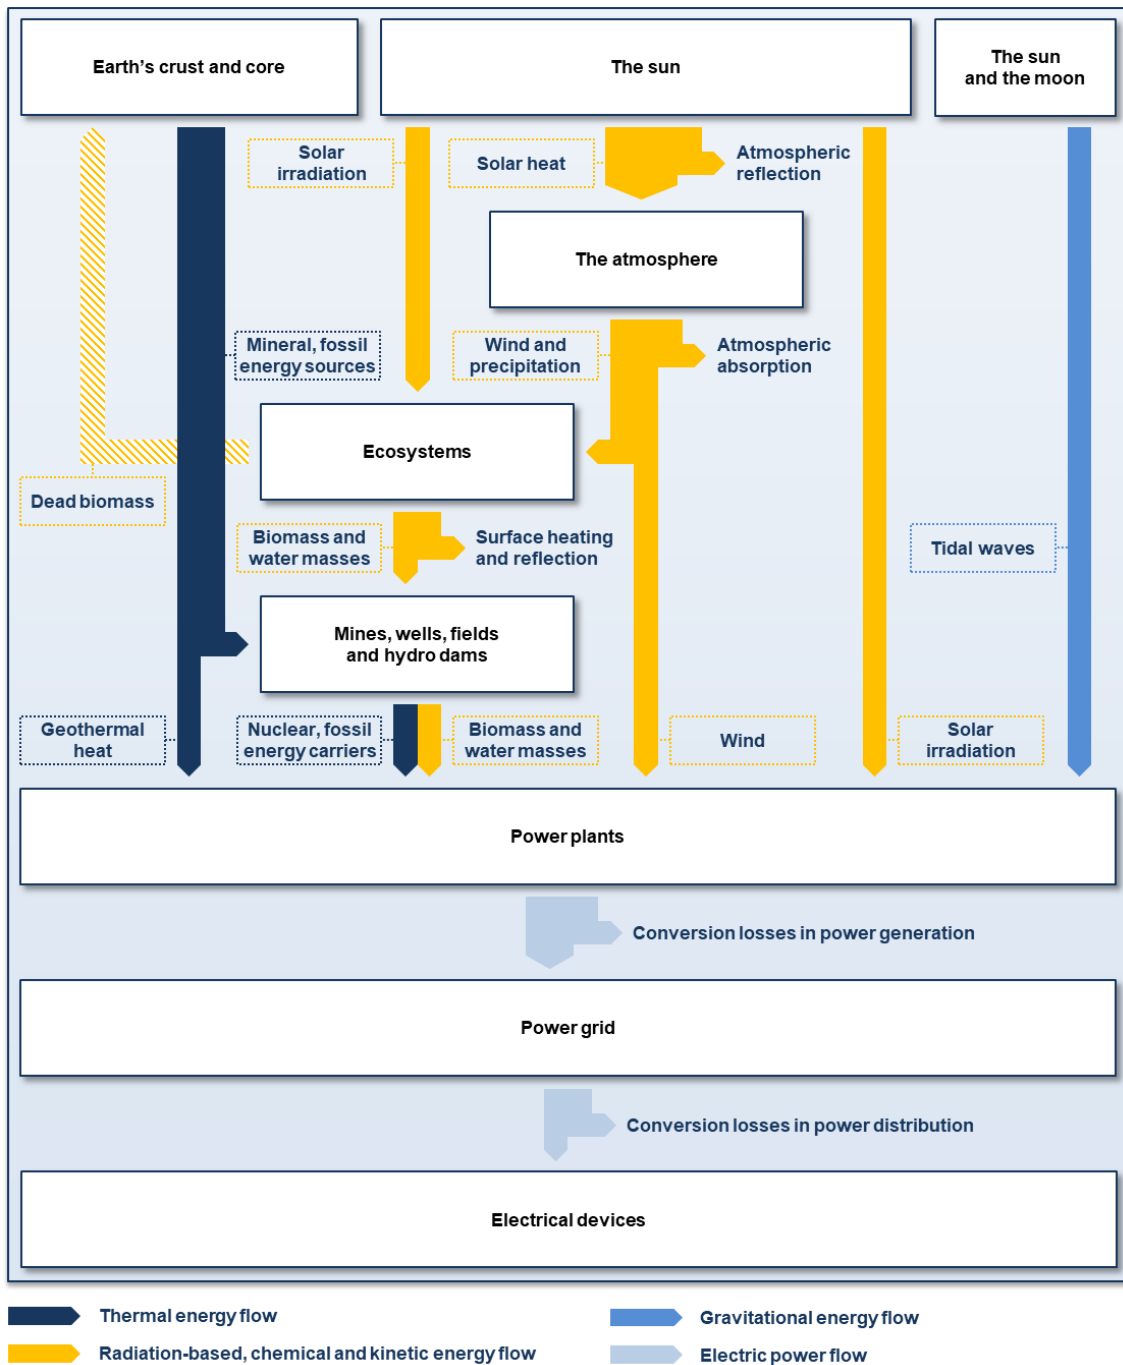 Earth's crust and core
The sun
The sun
and the moon
Solar
irradiation
Solar heat
Atmospheric
reflection
The atmosphere
Mineral, fossil
energy sources
Wind and
precipitation
Atmospheric
absorption
Ecosystems
Dead biomass
Biomass and
water masses
Surface heating
and reflection
Tidal waves
Mines, wells, fields
and hydro dams
Geothermal
heat
Nuclear, fossil
energy carriers
Biomass and
water masses
Wind
Solar
irradiation
Power plants
Conversion losses in power generation
Power grid
Conversion losses in power distribution
Electrical devices
Thermal energy flow
Gravitational energy flow
Radiation-based, chemical and kinetic energy flow
Electric power flow